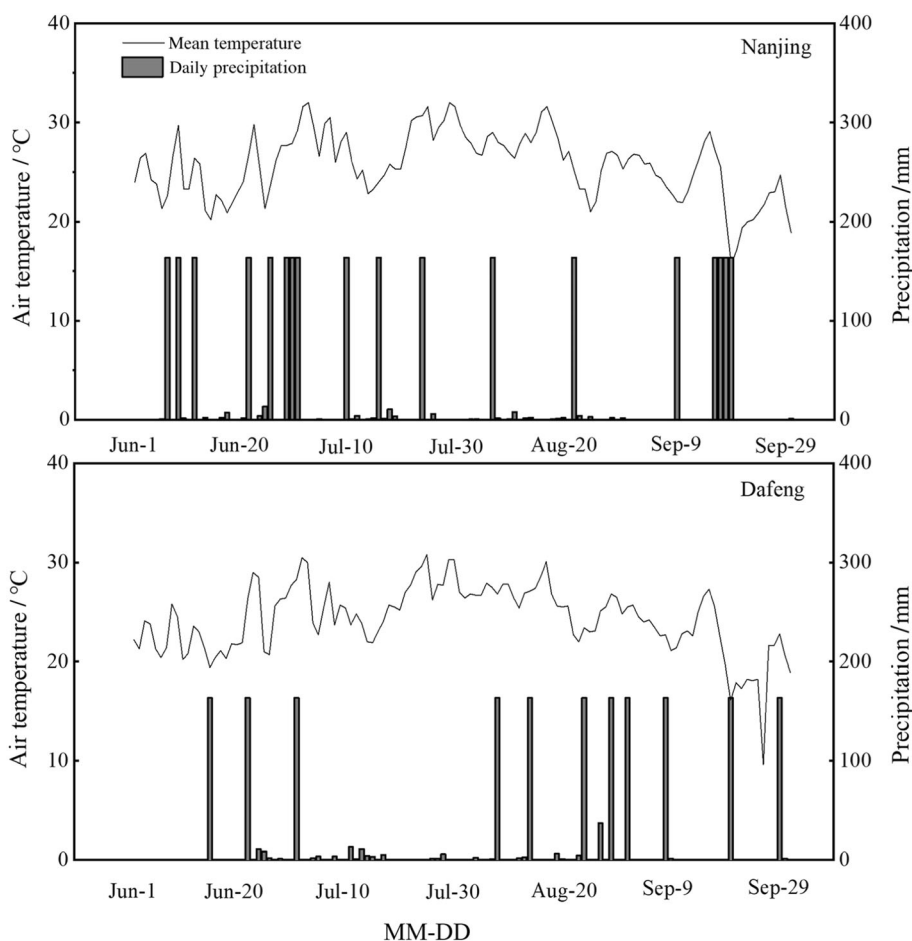 40
400
Mean temperature
Nanjing
Daily precipitation
30
300
Air temperature / °C
20
200
Precipitation /mm
10
100
0
0
Jun-1 Jun-20 Jul-10 Jul-30 Aug-20 Sep-9 Sep-29
40
400
Dafeng
30
300
Air temperature / °C
20
200
Precipitation /mm
10
100
0
0
Jun-1 Jun-20 Jul-10 Jul-30 Aug-20 Sep-9 Sep-29
MM-DD